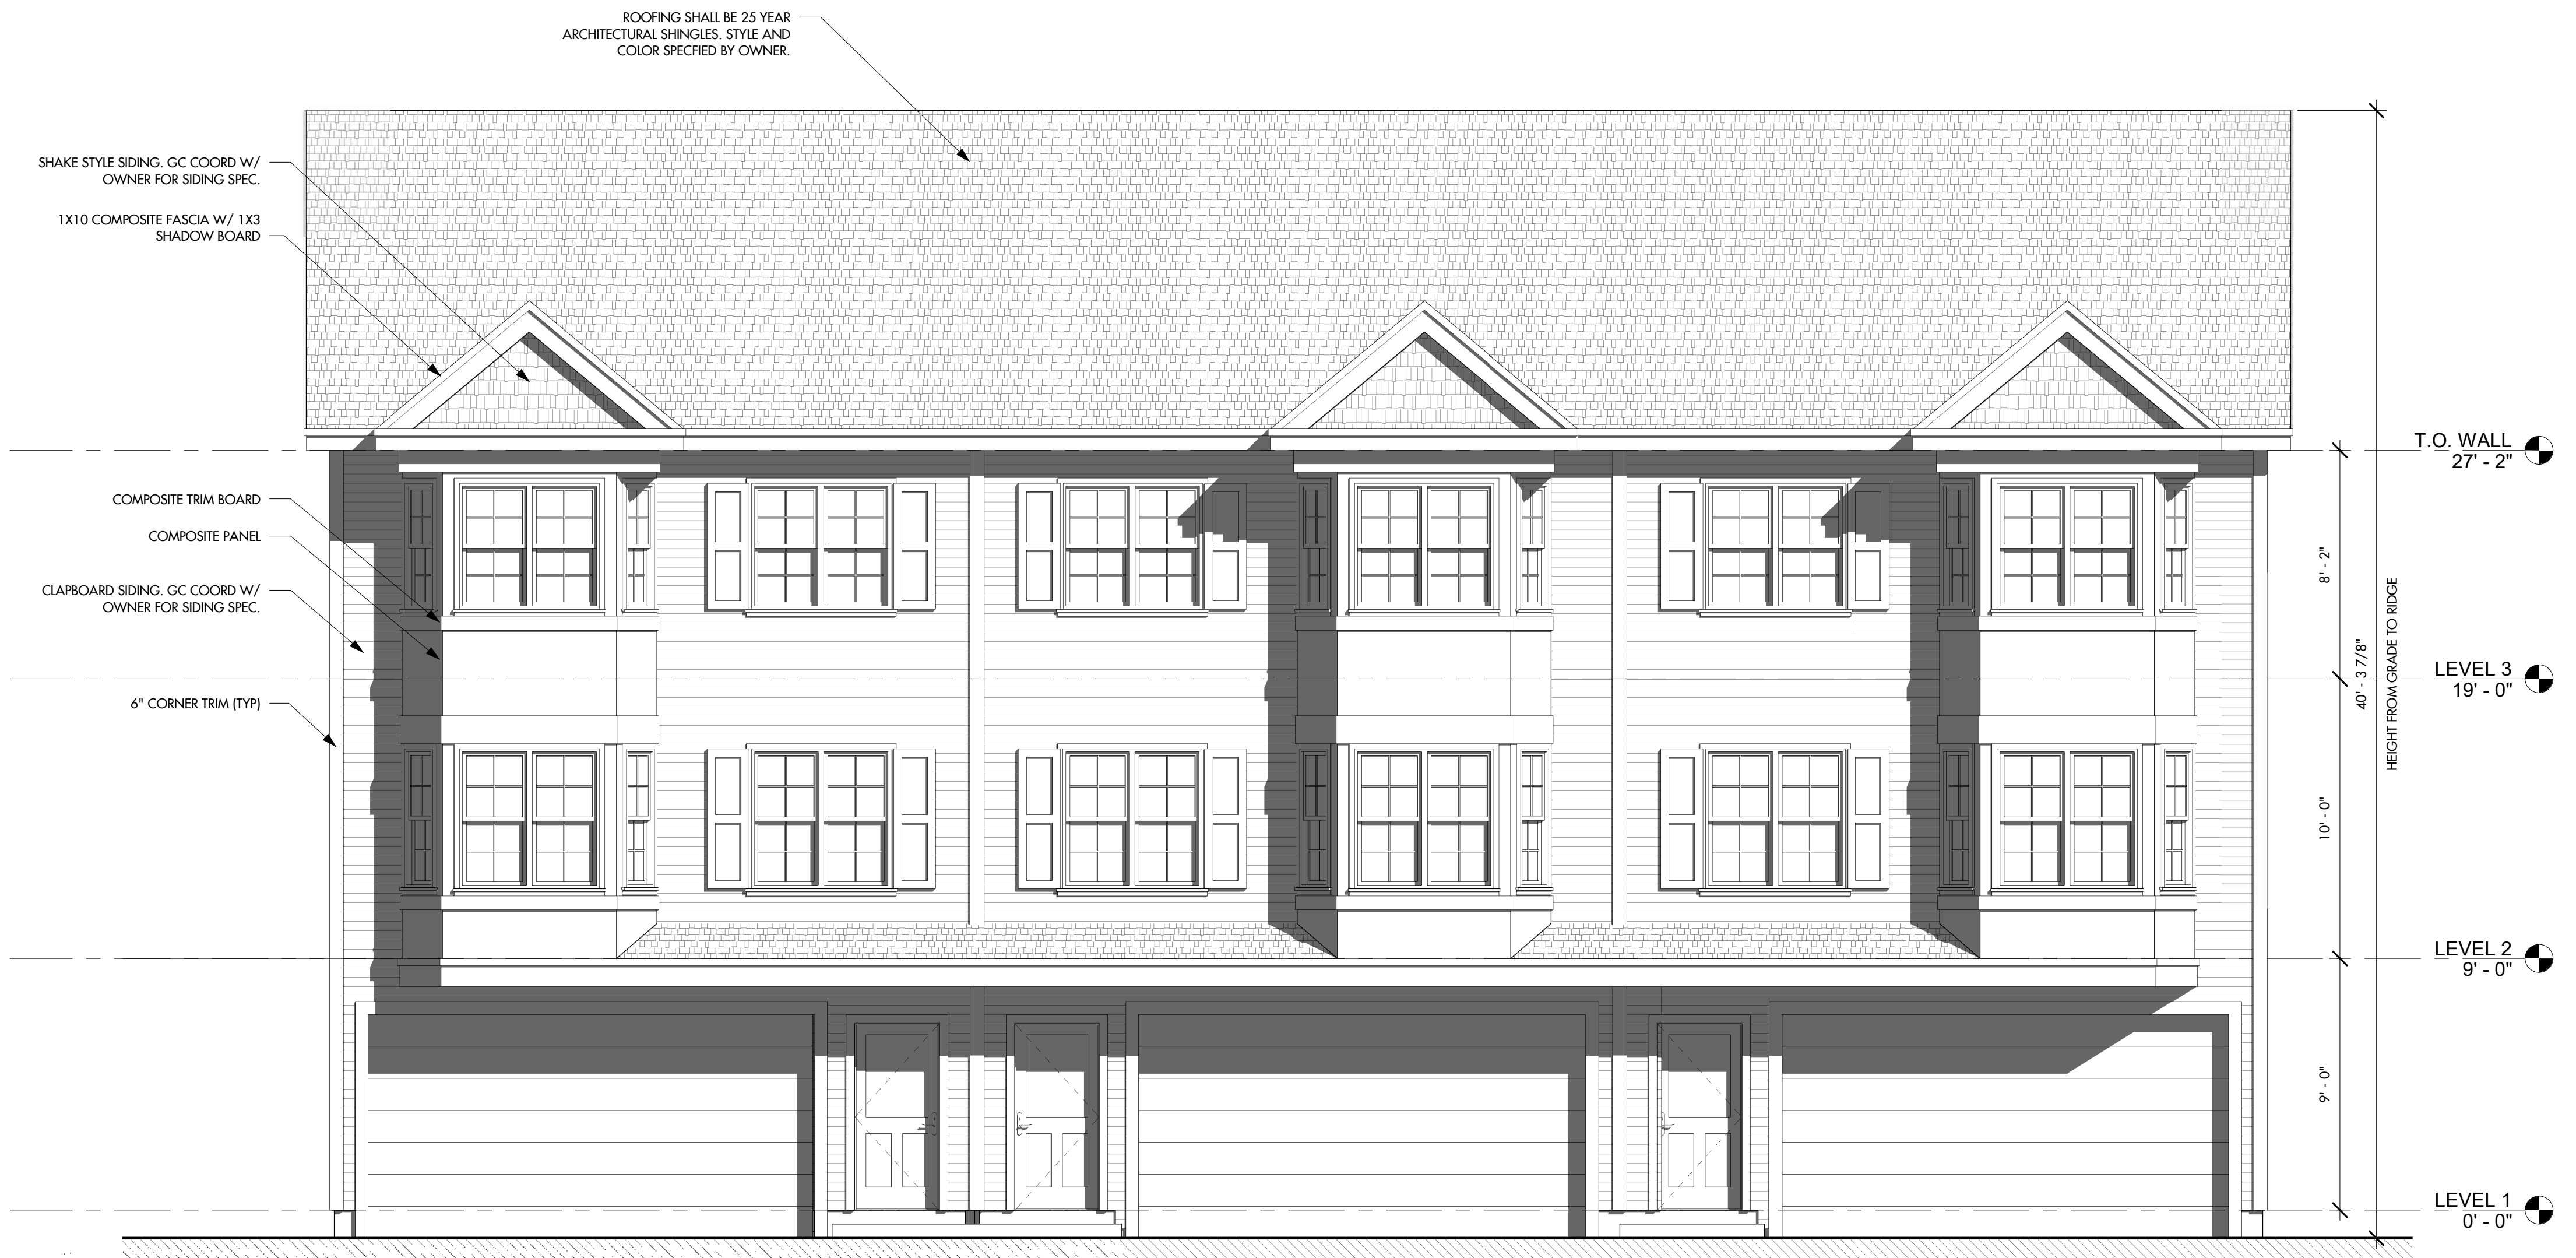 ROOFING SHALL BE 25 YEAR
ARCHITECTURAL SHINGLES. STYLE AND
COLOR SPECFIED BY OWNER.
SHAKE STYLE SIDING. GC COORD W/
OWNER FOR SIDING SPEC.
1X10 COMPOSITE FASCIA W/ 1X3
SHADOW BOARD
COMPOSITE TRIM BOARD
COMPOSITE PANEL
CLAPBOARD SIDING. GC COORD W/
OWNER FOR SIDING SPEC.
6" CORNER TRIM (TYP)
T.O. WALL
27' - 2"
8' - 2"
LEVEL 3
19' - 0"
40' - 3 7/8"
HEIGHT FROM GRADE TO RIDGE
10' - 0"
LEVEL 2
9' - 0"
9' - 0"
LEVEL 1
0' - 0"